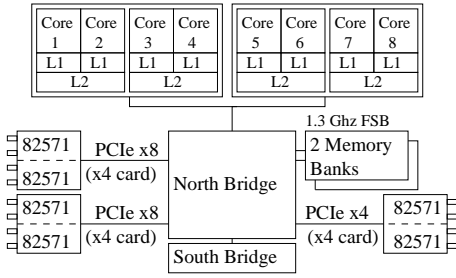 Core Core Core Core Core Core Core Core
1 2 3 4 5 6 7 8
L1 L1 L1 L1 L1 L1 L1 L1
L2 L2 L2 L2
1.3 Ghz FSB
82571 PCIe x8 2 Memory
82571 (x4 card) Banks
North Bridge
82571 PCIe x8 PCIe x4 82571
82571 (x4 card) (x4 card) 82571
South Bridge